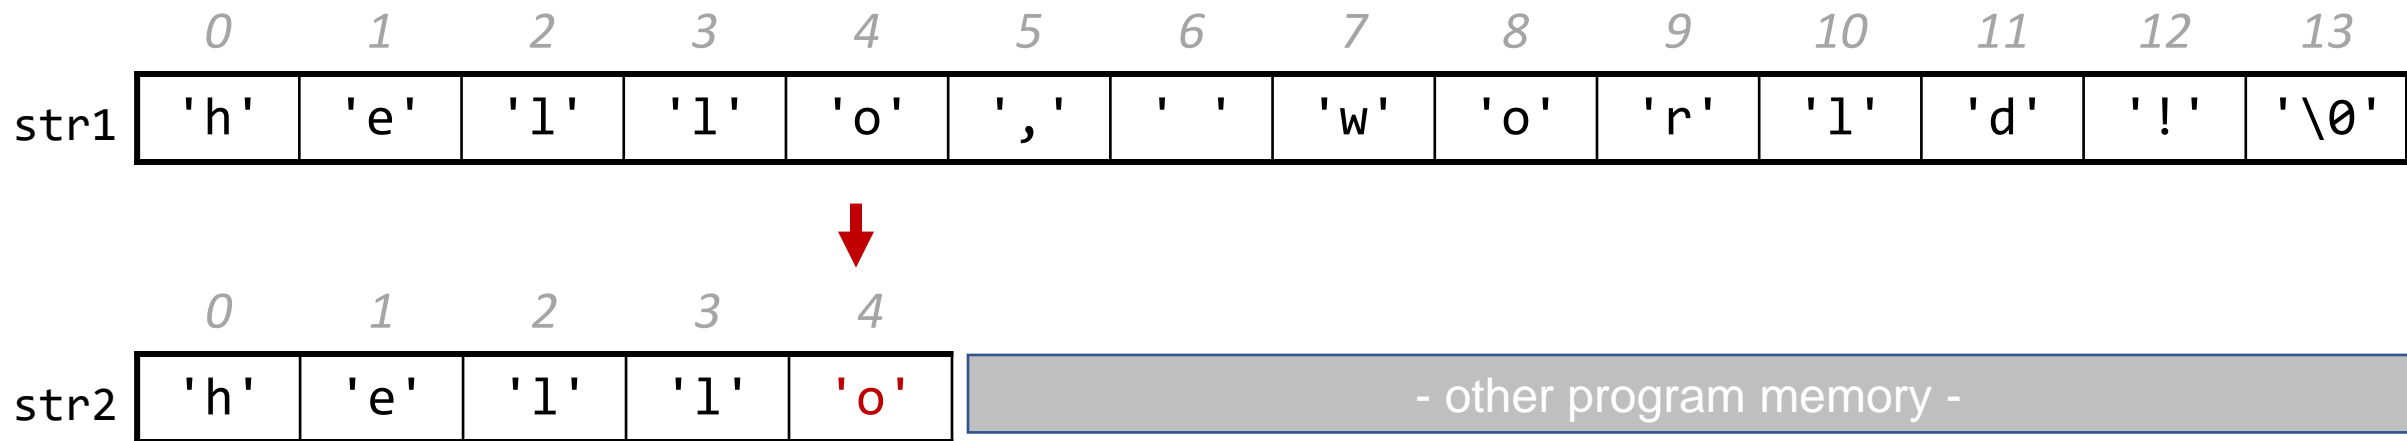 0 1 2 3 4 5 6 7 8 9 10 11 12 13
str1 'h' 'e' 'l' 'l' 'o' ',' ' ' 'w' 'o' 'r' 'l' 'd' '!' '\0'
0 1 2 3 4
str2 'h' 'e' 'l' 'l' 'o' - other program memory -